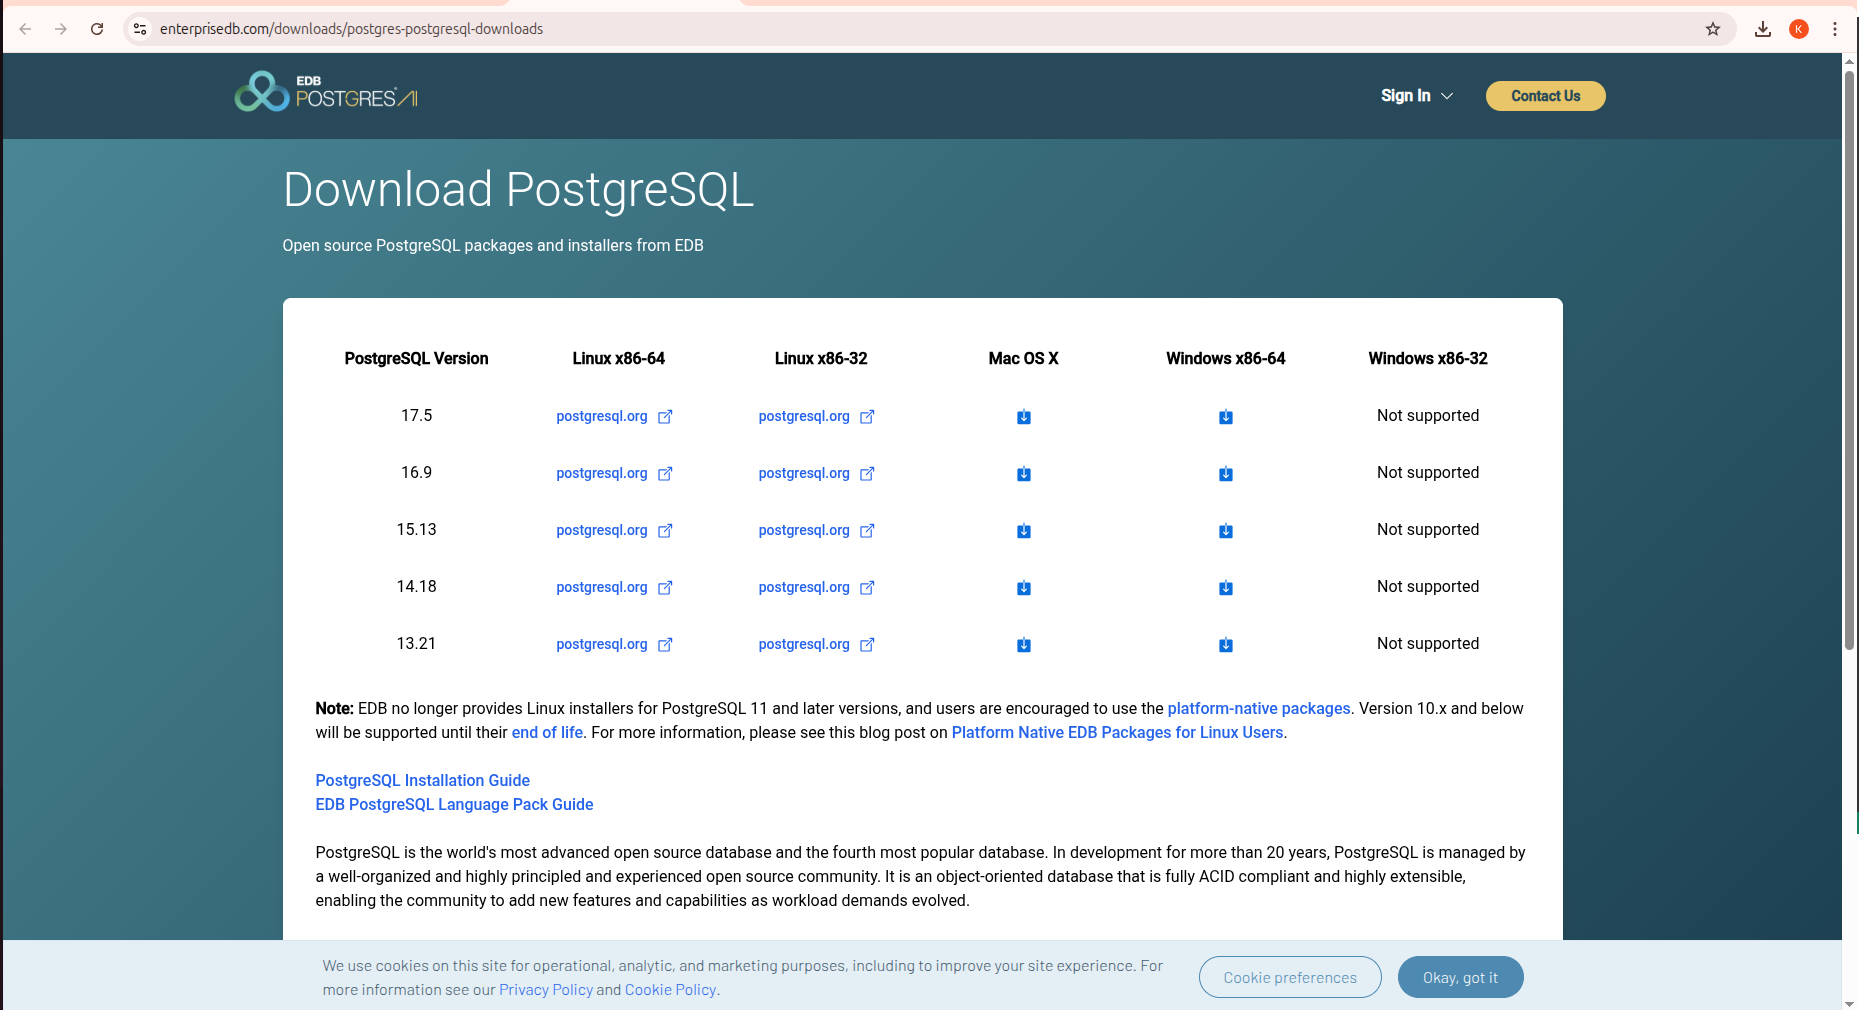 enterprisedb.com/downloads/postgres-postgresql-downloads
K
EDB
POSTGRES AI
Sign In
Contact Us
Download PostgreSQL
Open source PostgreSQL packages and installers from EDB
PostgreSQL Version Linux x86-64 Linux x86-32 Mac OS X Windows x86-64 Windows x86-32
17.5 postgresql.org postgresql.org Not supported
16.9 postgresql.org postgresql.org Not supported
15.13 postgresql.org postgresql.org Not supported
14.18 postgresql.org postgresql.org Not supported
13.21 postgresql.org postgresql.org Not supported
Note: EDB no longer provides Linux installers for PostgreSQL 11 and later versions, and users are encouraged to use the platform-native packages. Version 10.x and below
will be supported until their end of life. For more information, please see this blog post on Platform Native EDB Packages for Linux Users.
PostgreSQL Installation Guide
EDB PostgreSQL Language Pack Guide
PostgreSQL is the world's most advanced open source database and the fourth most popular database. In development for more than 20 years, PostgreSQL is managed by
a well-organized and highly principled and experienced open source community. It is an object-oriented database that is fully ACID compliant and highly extensible,
enabling the community to add new features and capabilities as workload demands evolved.
We use cookies on this site for operational, analytic, and marketing purposes, including to improve your site experience. For
more information see our Privacy Policy and Cookie Policy.
Cookie preferences
Okay, got it